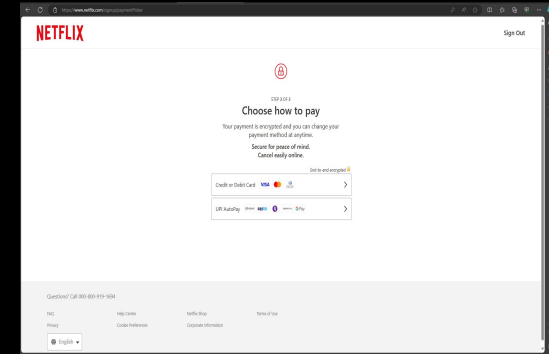 https://www.netflix.com/signup/paymentPicker
NETFLIX
Sign Out
STEP 3 OF 3
Choose how to pay
Your payment is encrypted and you can change your
payment method at anytime.
Secure for peace of mind.
Cancel easily online.
End-to-end encrypted
Credit or Debit Card VISA
UPI AutoPay Paytm Pay
Questions? Call 000-800-919-1694
FAQ Help Centre Netflix Shop Terms of Use
Privacy Cookie Preferences Corporate Information
English